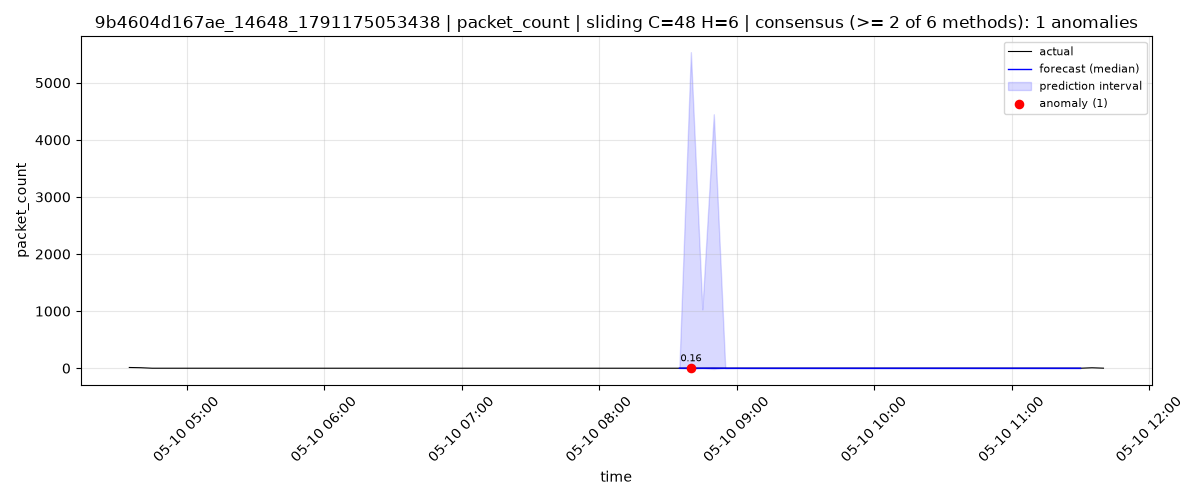 9b4604d167ae_14648_1791175053438 | packet_count | sliding C=48 H=6 | consensus (>= 2 of 6 methods): 1 anomalies
actual
forecast (median)
prediction interval
anomaly (1)
packet_count
5000
4000
3000
2000
1000
0
0.16
05-10 05:00
05-10 06:00
05-10 07:00
05-10 08:00
05-10 09:00
05-10 10:00
05-10 11:00
05-10 12:00
time